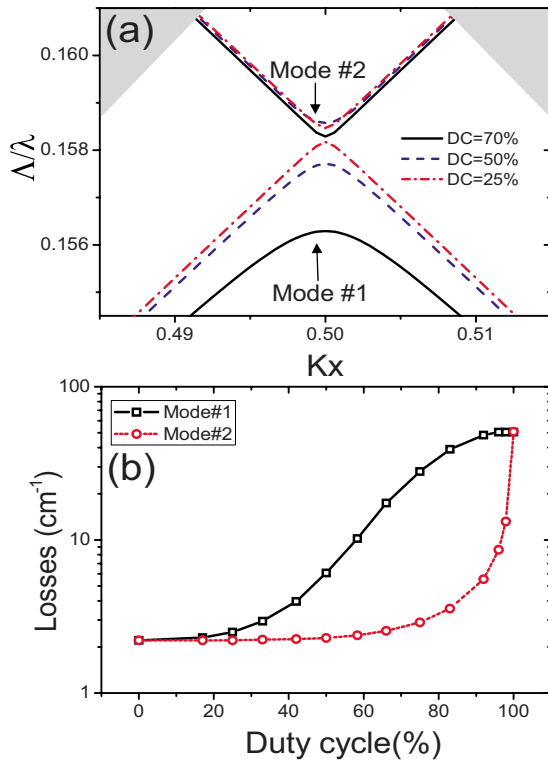 (a)
Mode #2
Mode #1
DC=70%
DC=50%
DC=25%
0.160
0.158
0.156
Λ/λ
0.49
0.50
0.51
Kx
(b)
Mode#1
Mode#2
100
10
1
Losses (cm⁻¹)
0
20
40
60
80
100
Duty cycle(%)